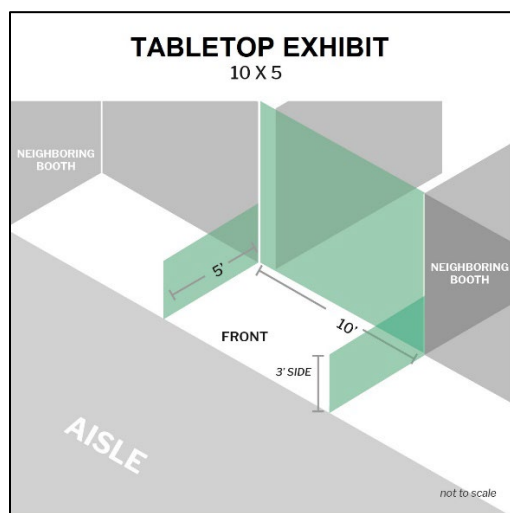 TABLETOP EXHIBIT
10 X 5
NEIGHBORING
BOOTH
NEIGHBORING
BOOTH
5'
10'
FRONT
3' SIDE
AISLE
not to scale